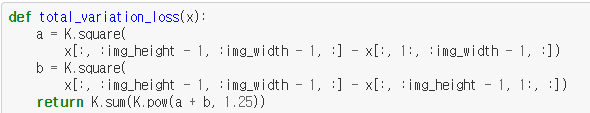 def total_variation_loss(x):
    a = K.square(
        x[:, :img_height - 1, :img_width - 1, :] - x[:, 1:, :img_width - 1, :])
    b = K.square(
        x[:, :img_height - 1, :img_width - 1, :] - x[:, :img_height - 1, 1:, :])
    return K.sum(K.pow(a + b, 1.25))